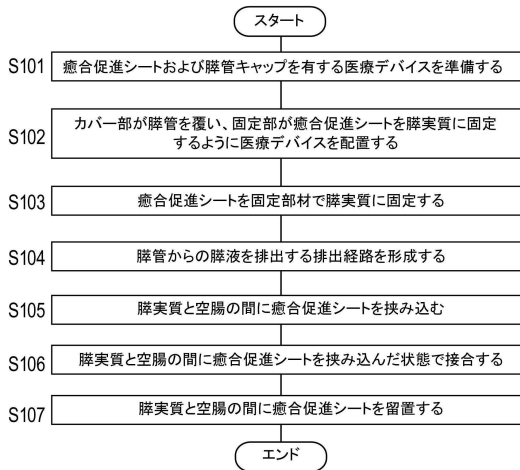 スタート
S101 癒合促進シートおよび膵管キャップを有する医療デバイスを準備する
S102 カバー部が膵管を覆い、固定部が癒合促進シートを膵実質に固定
するように医療デバイスを配置する
S103 癒合促進シートを固定部材で膵実質に固定する
S104 膵管からの膵液を排出する排出経路を形成する
S105 膵実質と空腸の間に癒合促進シートを挟み込む
S106 膵実質と空腸の間に癒合促進シートを挟み込んだ状態で接合する
S107 膵実質と空腸の間に癒合促進シートを留置する
エンド